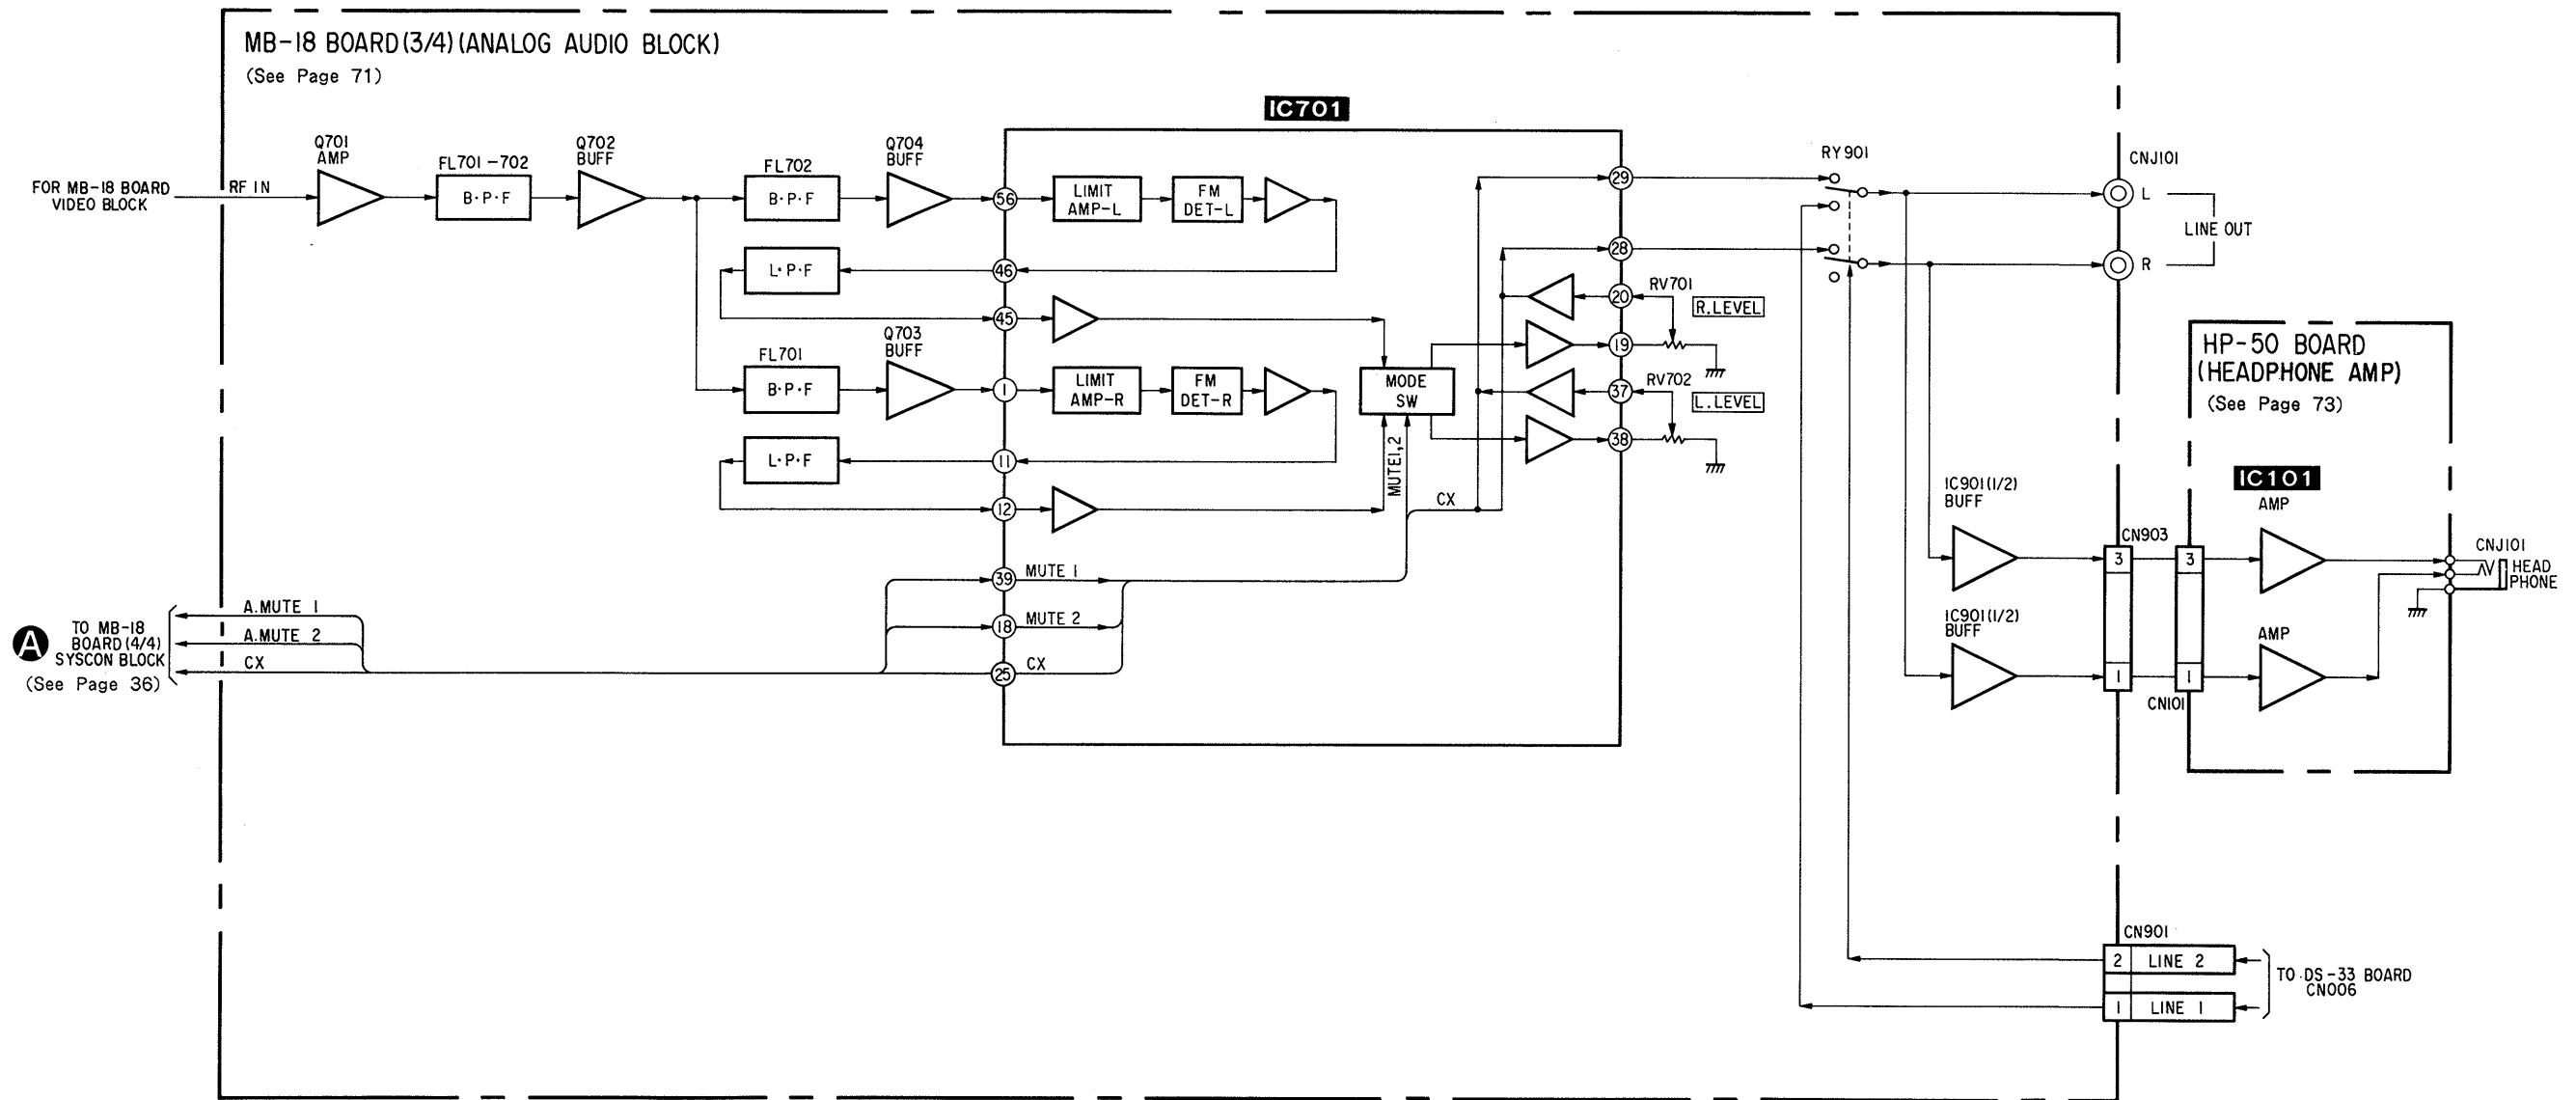 MB-18 BOARD(3/4)(ANALOG AUDIO BLOCK)
(See Page 71)
IC701
FOR MB-18 BOARD
VIDEO BLOCK
RF IN
Q701
AMP
FL701-702
B·P·F
Q702
BUFF
FL702
B·P·F
Q704
BUFF
56
LIMIT
AMP-L
FM
DET-L
L·P·F
46
45
FL701
B·P·F
Q703
BUFF
1
LIMIT
AMP-R
FM
DET-R
L·P·F
11
12
MODE
SW
MUTE1,2
CX
29
28
20
19
37
38
RV701
R.LEVEL
RV702
L.LEVEL
39
MUTE 1
18
MUTE 2
25
CX
A
TO MB-18
BOARD(4/4)
SYSCON BLOCK
(See Page 36)
A.MUTE 1
A.MUTE 2
CX
RY901
CNJ101
L
LINE OUT
R
IC901(1/2)
BUFF
IC901(1/2)
BUFF
CN903
3
1
3
1
CN101
HP-50 BOARD
(HEADPHONE AMP)
(See Page 73)
IC101
AMP
AMP
CNJ101
HEAD
PHONE
CN901
2 LINE 2
1 LINE 1
TO DS-33 BOARD
CN006